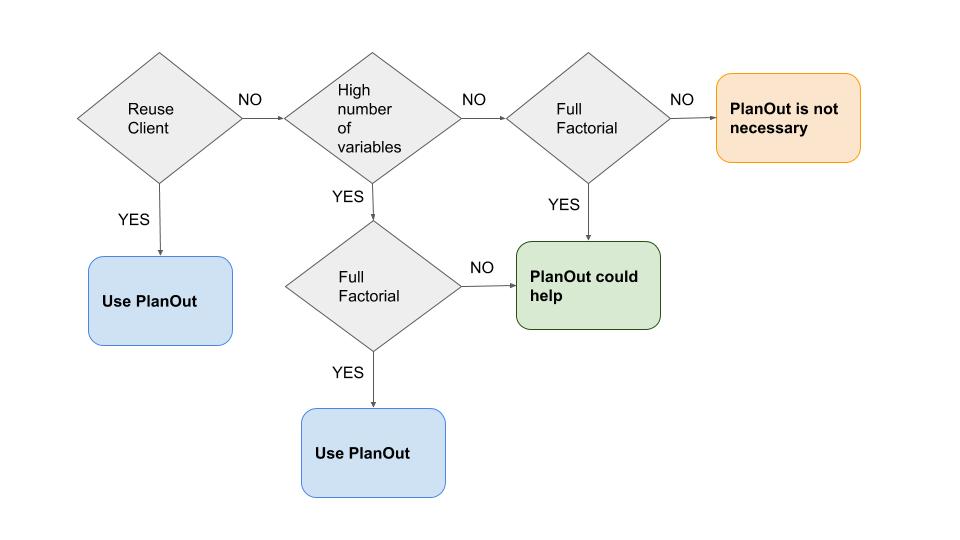 Reuse
Client
NO
High
number
of
variables
NO
Full
Factorial
NO
PlanOut is not
necessary
YES
YES
YES
Use PlanOut
Full
Factorial
NO
PlanOut could
help
YES
Use PlanOut